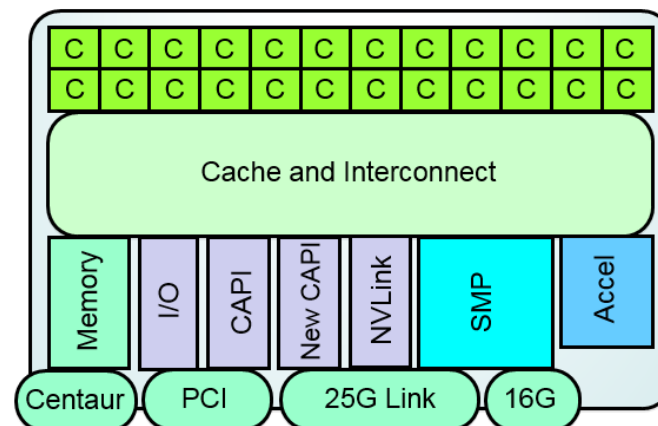 C C C C C C C C C C C C
C C C C C C C C C C C C
Cache and Interconnect
Memory I/O CAPI New CAPI NVLink SMP Accel
Centaur PCI 25G Link 16G